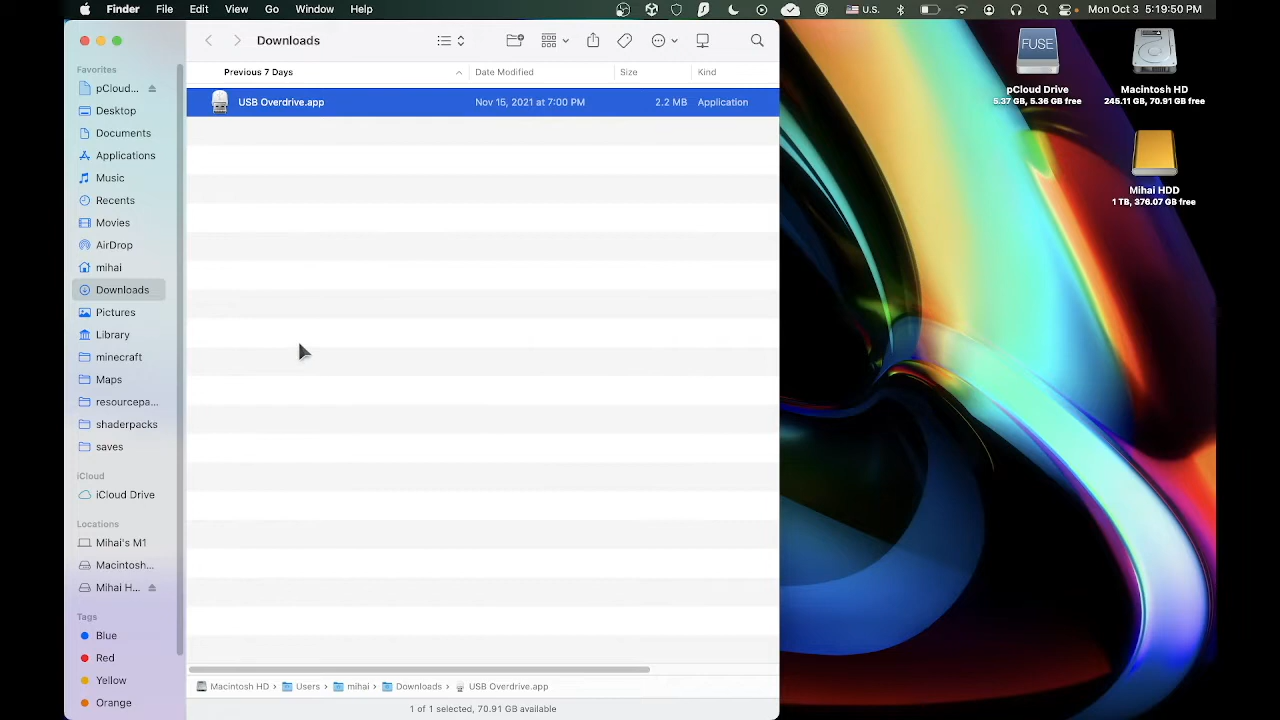 Finder File Edit View Go Window Help U.S. Mon Oct 3 5:19:50 PM
Downloads
Previous 7 Days Date Modified Size Kind
USB Overdrive.app Nov 15, 2021 at 7:00 PM 2.2 MB Application
Favorites
pCloud...
Desktop
Documents
Applications
Music
Recents
Movies
AirDrop
mihai
Downloads
Pictures
Library
minecraft
Maps
resourcepa...
shaderpacks
saves
iCloud
iCloud Drive
Locations
Mihai's M1
Macintosh...
Mihai H...
Tags
Blue
Red
Yellow
Orange
Macintosh HD › Users › mihai › Downloads › USB Overdrive.app
1 of 1 selected, 70.91 GB available
FUSE
pCloud Drive
5.37 GB, 5.36 GB free
Macintosh HD
245.11 GB, 70.91 GB free
Mihai HDD
1 TB, 376.07 GB free